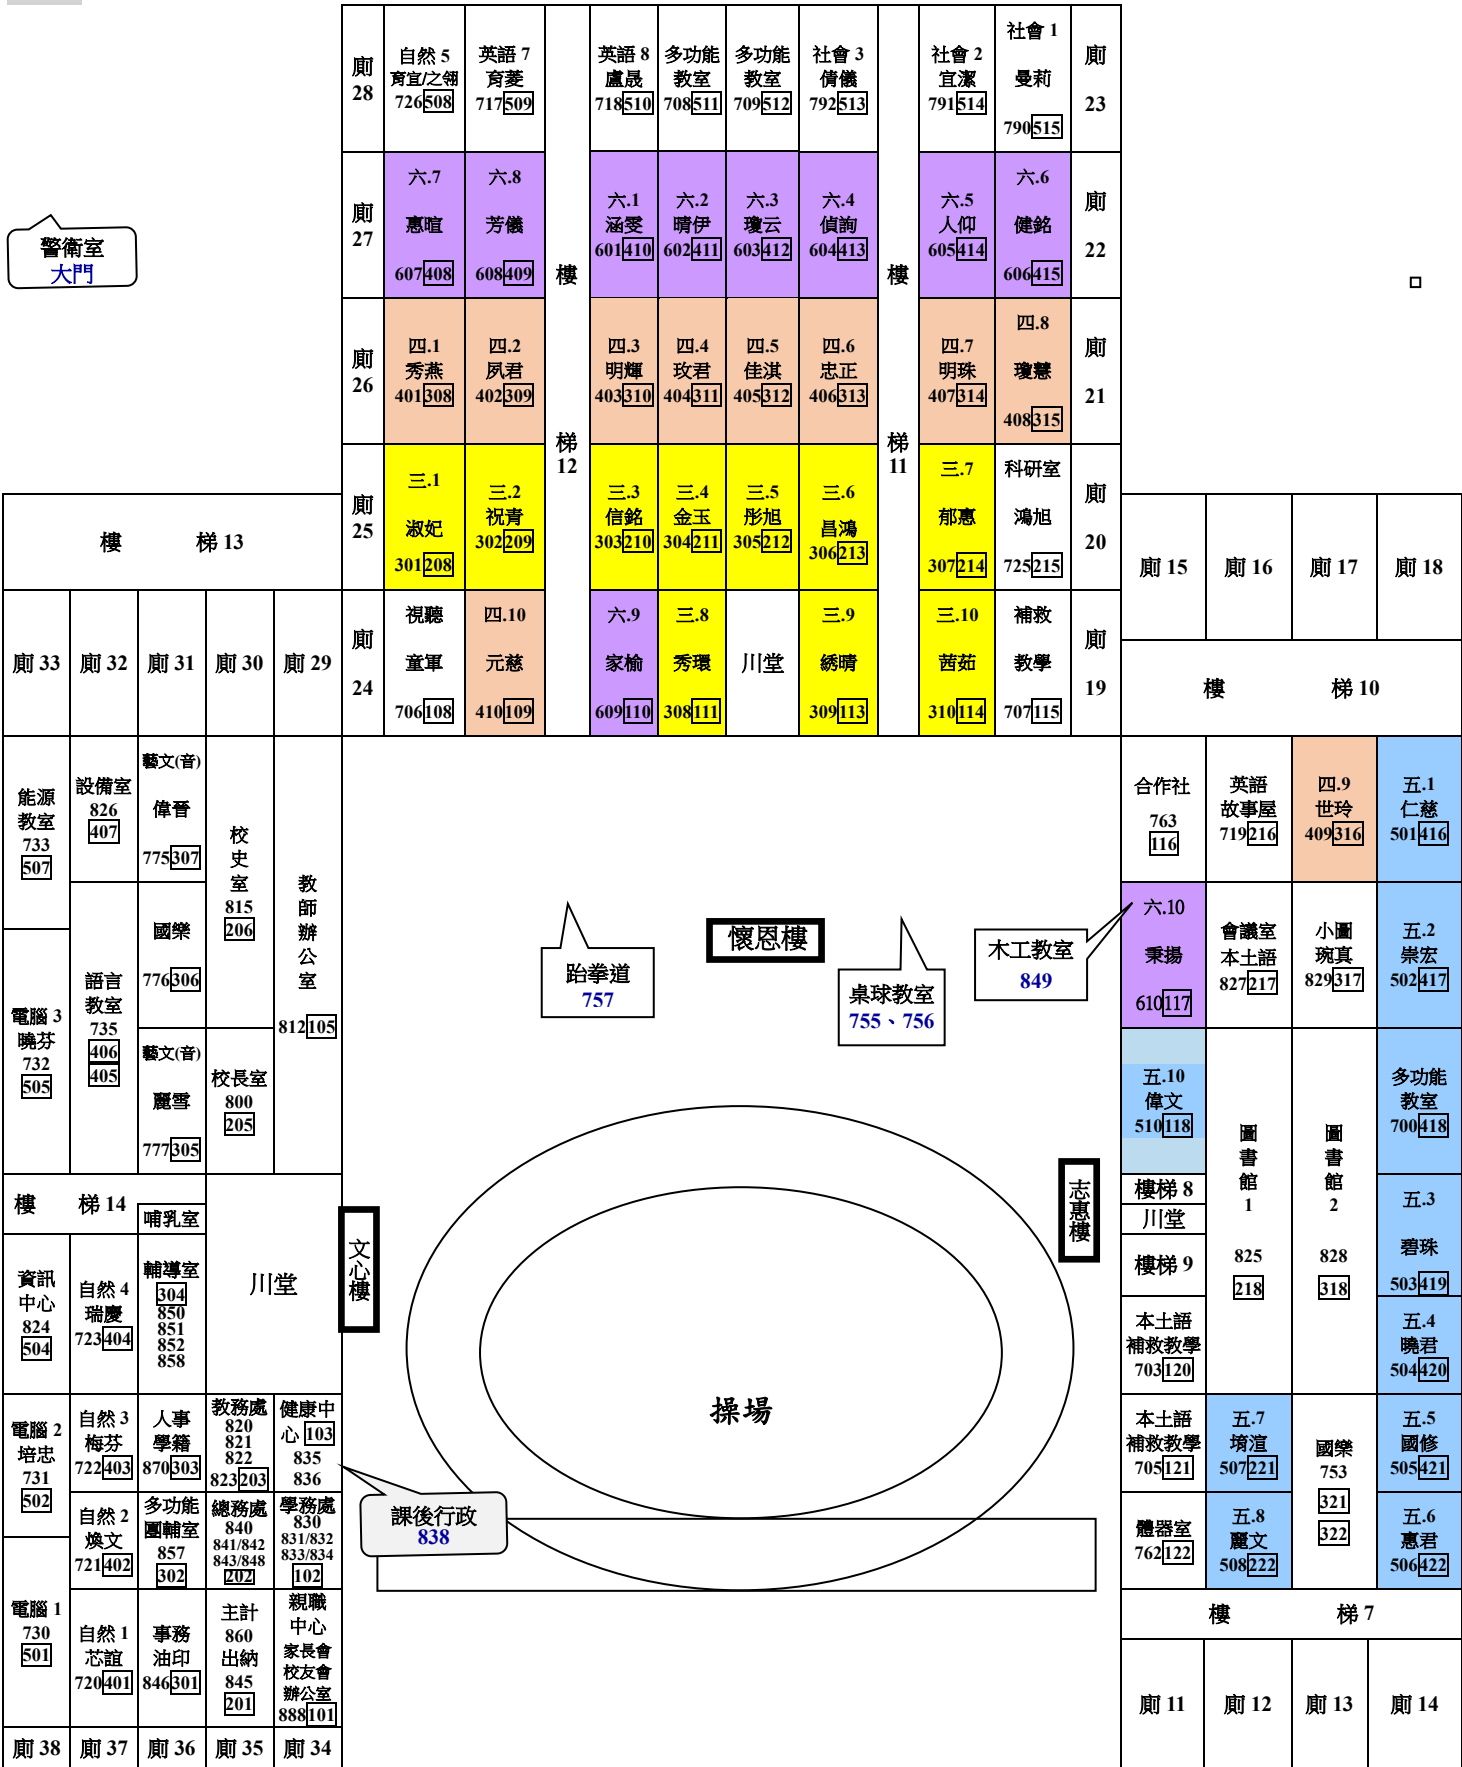 廁
28
自然 5
育宜/之翎
726 508
英語 7
育菱
717 509
英語 8
盧晟
718 510
多功能
教室
708 511
多功能
教室
709 512
社會 3
倩儀
792 513
社會 2
宜潔
791 514
社會 1
曼莉
790 515
廁
23
警衛室
大門
廁
27
六.7
惠暄
607 408
六.8
芳儀
608 409
六.1
涵雯
601 410
六.2
晴伊
602 411
六.3
瓊云
603 412
六.4
偵詢
604 413
六.5
人仰
605 414
六.6
健銘
606 415
廁
22
樓
梯
12
樓
梯
11
廁
26
四.1
秀燕
401 308
四.2
夙君
402 309
四.3
明輝
403 310
四.4
玫君
404 311
四.5
佳淇
405 312
四.6
忠正
406 313
四.7
明珠
407 314
四.8
瓊慧
408 315
廁
21
廁
25
三.1
淑妃
301 208
三.2
祝青
302 209
三.3
信銘
303 210
三.4
金玉
304 211
三.5
彤旭
305 212
三.6
昌鴻
306 213
三.7
郁惠
307 214
科研室
鴻旭
725 215
廁
20
廁
24
視聽
童軍
706 108
四.10
元慈
410 109
六.9
家榆
609 110
三.8
秀環
308 111
川堂
三.9
綉晴
309 113
三.10
茜茹
310 114
補救
教學
707 115
廁
19
樓 梯 13
廁 33
廁 32
廁 31
廁 30
廁 29
能源
教室
733
507
設備室
826
407
藝文(音)
偉晉
775 307
校
史
室
815
206
教
師
辦
公
室
812 105
電腦 3
曉芬
732
505
語言
教室
735
406
405
國樂
776 306
藝文(音)
麗雪
777 305
校長室
800
205
樓 梯 14
哺乳室
資訊
中心
824
504
自然 4
瑞慶
723 404
輔導室
304
850
851
852
858
川堂
電腦 2
培忠
731
502
自然 3
梅芬
722 403
人事
學籍
870 303
教務處
820
821
822
823 203
健康中
心 103
835
836
自然 2
煥文
721 402
多功能
團輔室
857
302
總務處
840
841/842
843/848
202
學務處
830
831/832
833/834
102
電腦 1
730
501
自然 1
芯誼
720 401
事務
油印
846 301
主計
860
出納
845
201
親職
中心
家長會
校友會
辦公室
888 101
廁 38
廁 37
廁 36
廁 35
廁 34
跆拳道
757
懷恩樓
桌球教室
755、756
木工教室
849
文心樓
志惠樓
操場
課後行政
838
廁 15
廁 16
廁 17
廁 18
樓 梯 10
合作社
763
116
英語
故事屋
719 216
四.9
世玲
409 316
五.1
仁慈
501 416
六.10
秉揚
610 117
會議室
本土語
827 217
小圖
琬真
829 317
五.2
崇宏
502 417
五.10
偉文
510 118
圖
書
館
1
825
218
圖
書
館
2
828
318
多功能
教室
700 418
樓梯 8
川堂
樓梯 9
五.3
碧珠
503 419
本土語
補救教學
703 120
五.4
曉君
504 420
本土語
補救教學
705 121
五.7
堉渲
507 221
國樂
753
321
322
五.5
國修
505 421
體器室
762 122
五.8
麗文
508 222
五.6
惠君
506 422
樓 梯 7
廁 11
廁 12
廁 13
廁 14